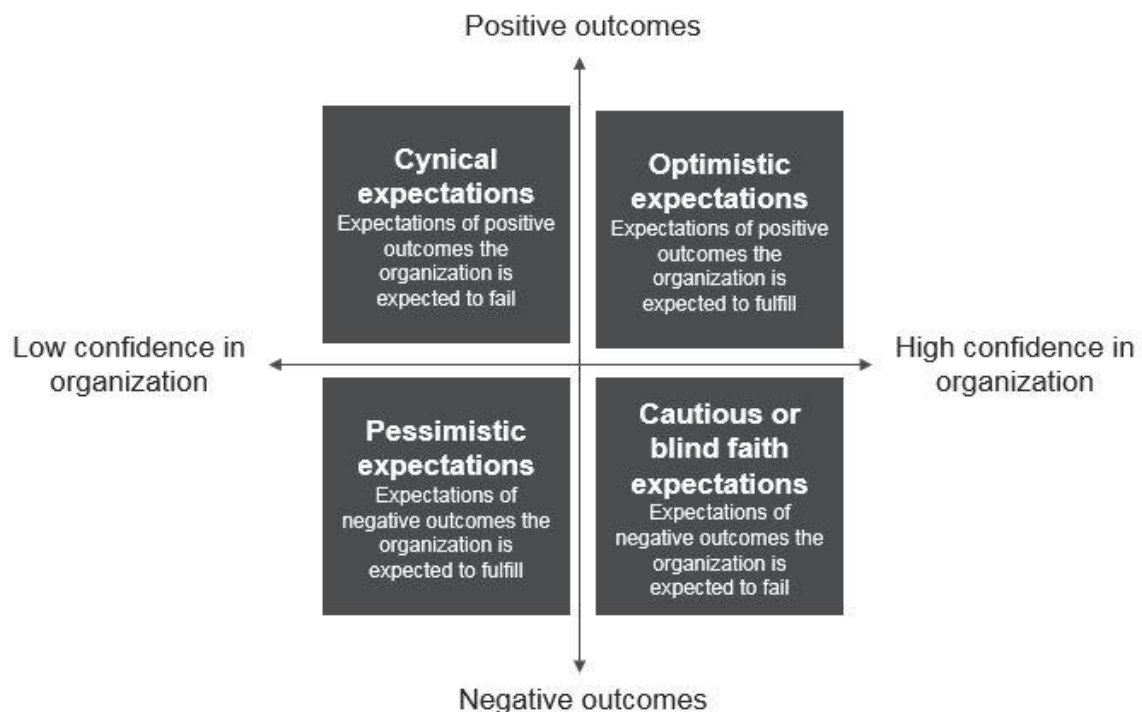 Positive outcomes
Cynical
expectations
Expectations of positive
outcomes the
organization is
expected to fail
Optimistic
expectations
Expectations of positive
outcomes the
organization is
expected to fulfill
Low confidence in
organization
High confidence in
organization
Pessimistic
expectations
Expectations of
negative outcomes the
organization is
expected to fulfill
Cautious or
blind faith
expectations
Expectations of
negative outcomes the
organization is
expected to fail
Negative outcomes